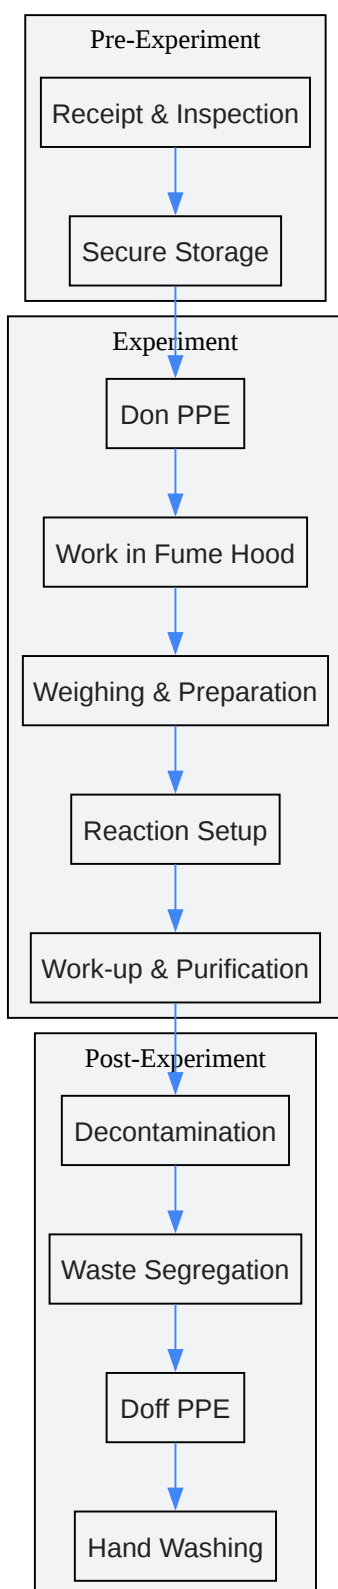 Pre-Experiment
Receipt & Inspection
Secure Storage
Experiment
Don PPE
Work in Fume Hood
Weighing & Preparation
Reaction Setup
Work-up & Purification
Post-Experiment
Decontamination
Waste Segregation
Doff PPE
Hand Washing